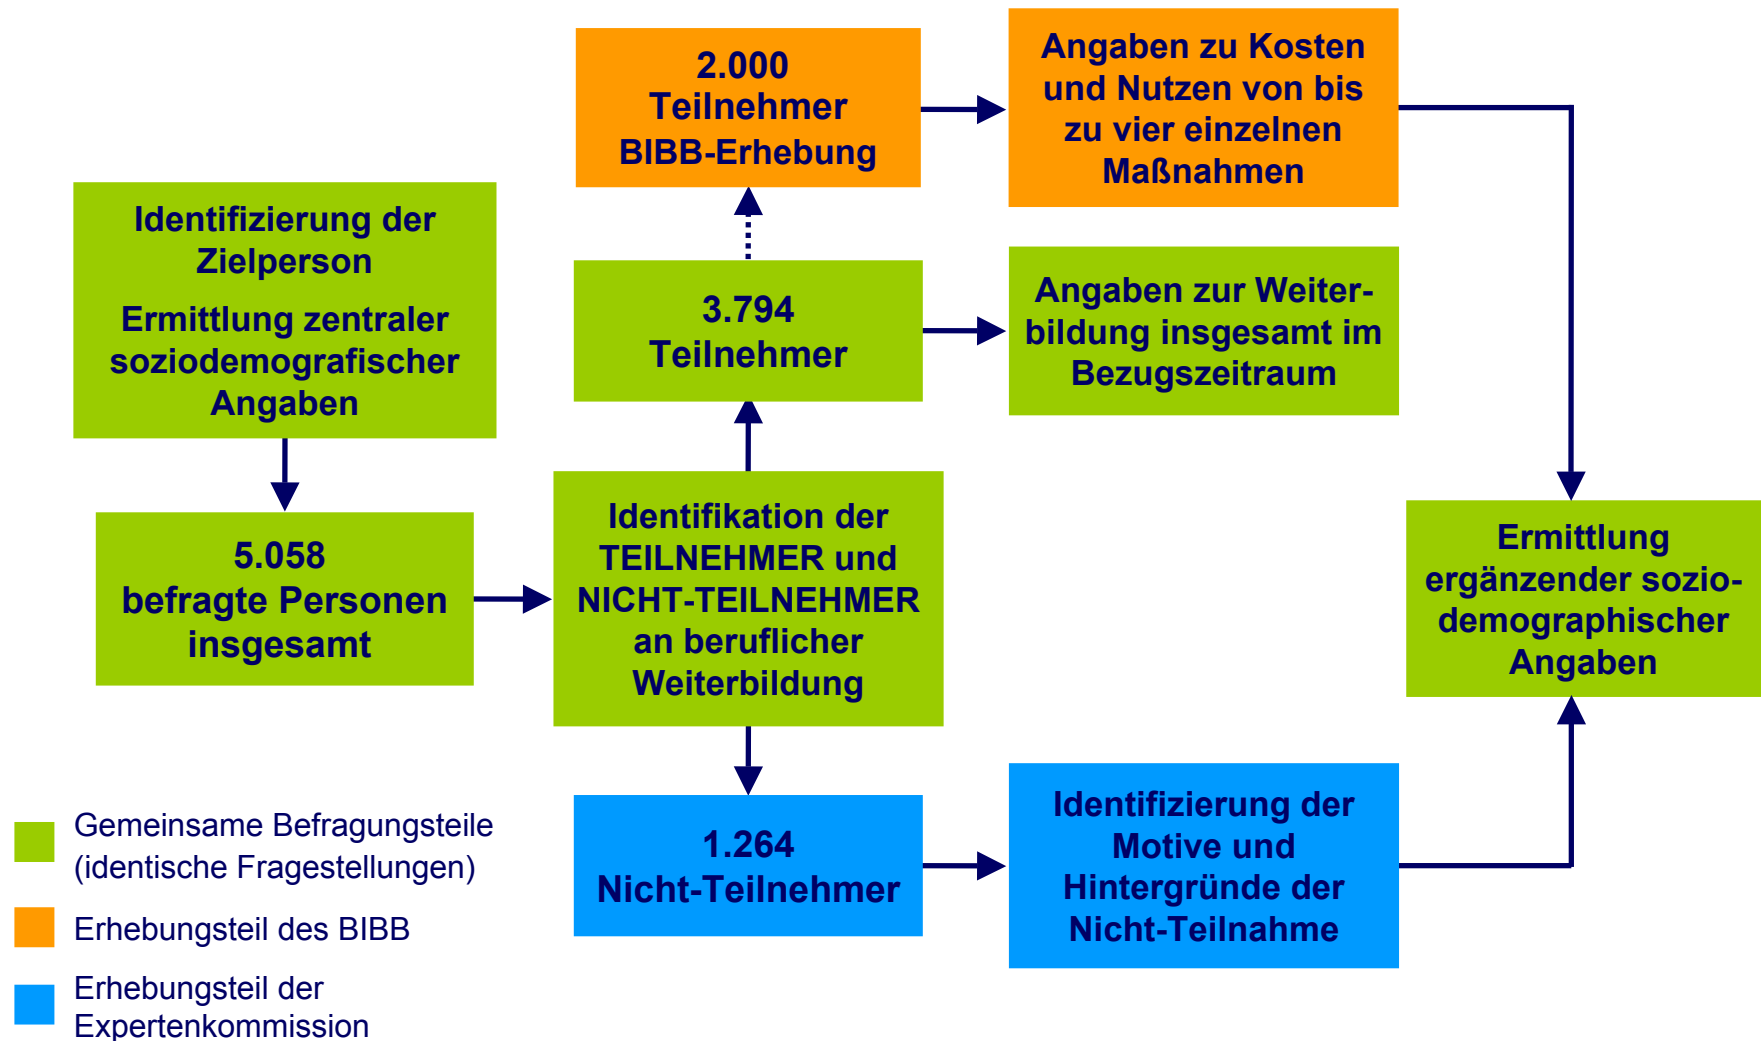 Identifizierung der
Zielperson
Ermittlung zentraler
soziodemografischer
Angaben
5.058
befragte Personen
insgesamt
2.000
Teilnehmer
BIBB-Erhebung
3.794
Teilnehmer
Identifikation der
TEILNEHMER und
NICHT-TEILNEHMER
an beruflicher
Weiterbildung
1.264
Nicht-Teilnehmer
Angaben zu Kosten
und Nutzen von bis
zu vier einzelnen
Maßnahmen
Angaben zur Weiter-
bildung insgesamt im
Bezugszeitraum
Identifizierung der
Motive und
Hintergründe der
Nicht-Teilnahme
Ermittlung
ergänzender sozio-
demographischer
Angaben
Gemeinsame Befragungsteile
(identische Fragestellungen)
Erhebungsteil des BIBB
Erhebungsteil der
Expertenkommission